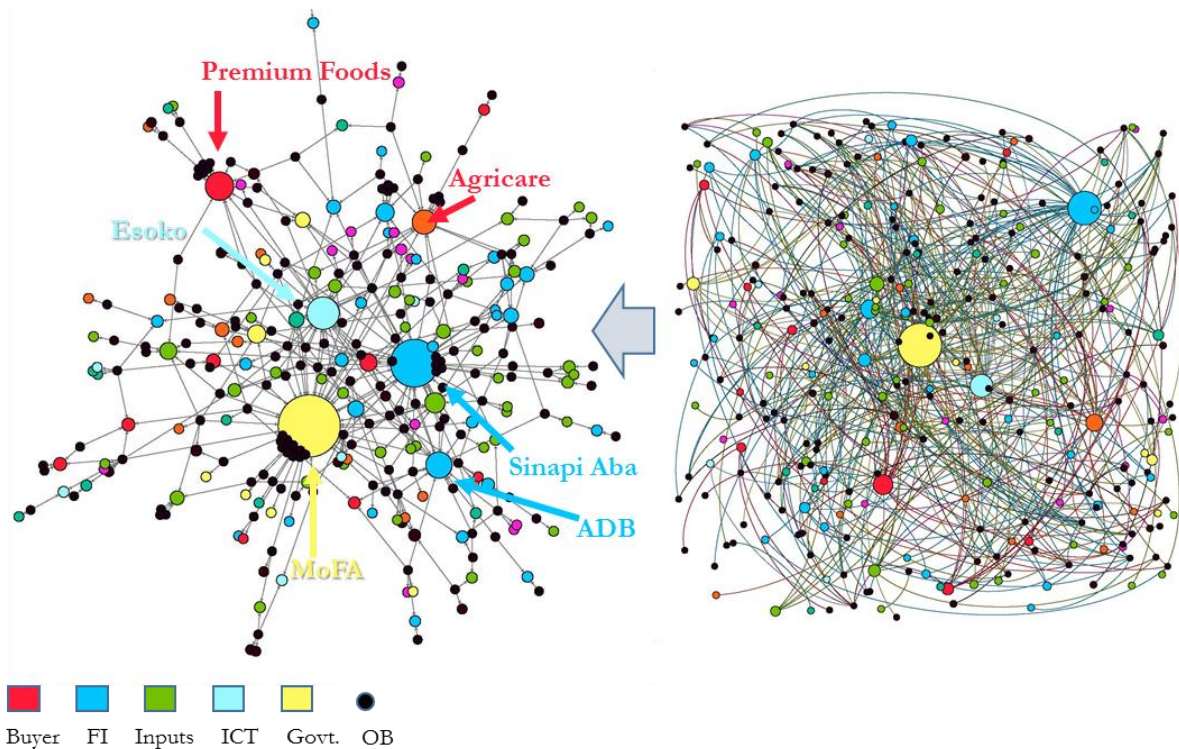 Premium Foods
Agricare
Esoko
Sinapi Aba
ADB
MoFA
Buyer FI Inputs ICT Govt. OB